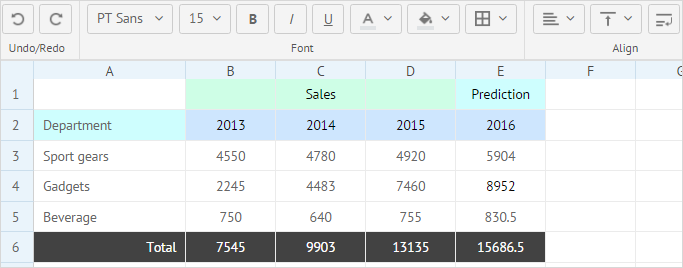 PT Sans 15 B I U A
Undo/Redo Font Align
A B C D E F G
1 Sales Prediction
2 Department 2013 2014 2015 2016
3 Sport gears 4550 4780 4920 5904
4 Gadgets 2245 4483 7460 8952
5 Beverage 750 640 755 830.5
6 Total 7545 9903 13135 15686.5